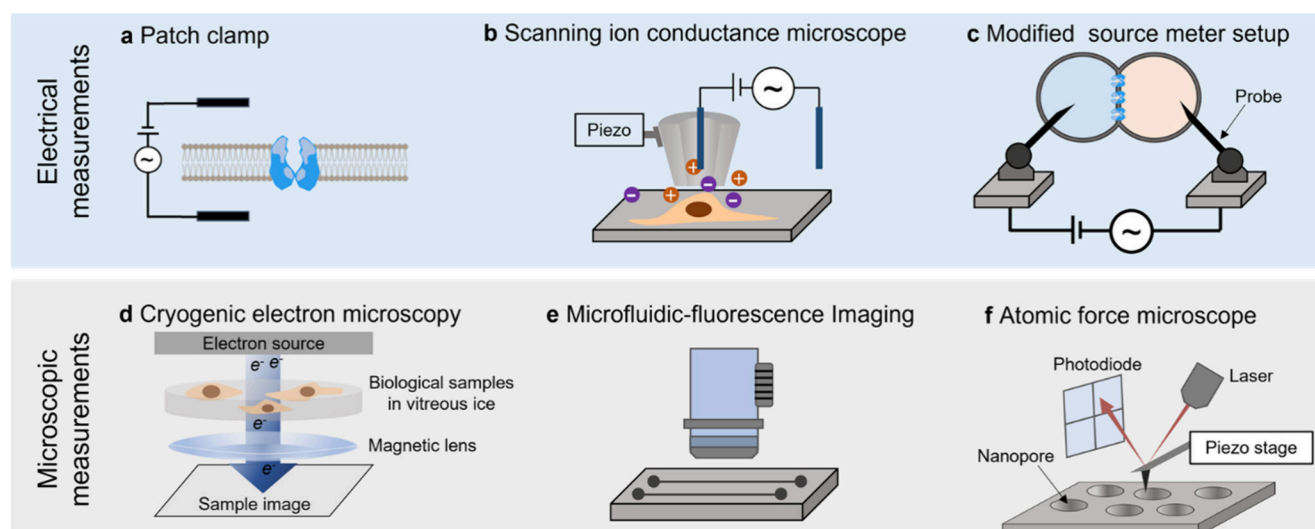 Electrical
measurements
a Patch clamp
~
b Scanning ion conductance microscope
~
Piezo
+
-
+
-
+
-
c Modified source meter setup
Probe
~
Microscopic
measurements
d Cryogenic electron microscopy
Electron source
e- e-
Biological samples
in vitreous ice
e-
Magnetic lens
e-
Sample image
e Microfluidic-fluorescence Imaging
f Atomic force microscope
Photodiode
Laser
Nanopore
Piezo stage